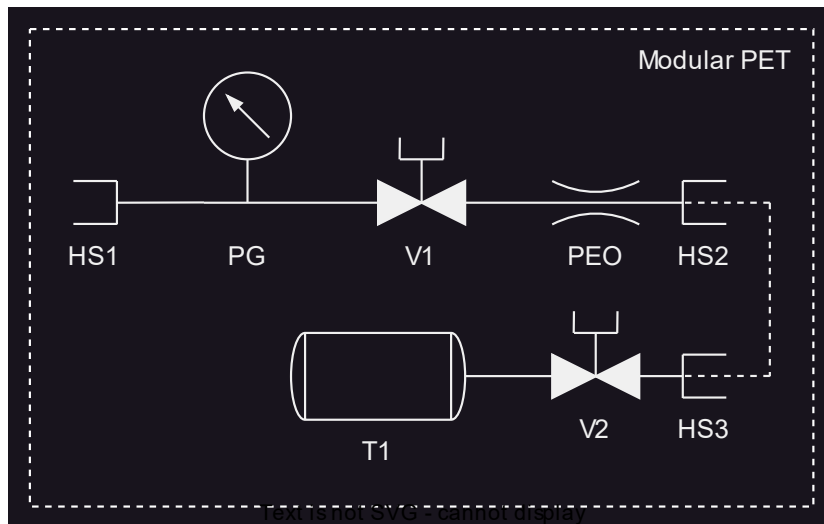 Modular PET
HS1
PG
V1
PEO
HS2
T1
V2
HS3
Text is not SVG - cannot display